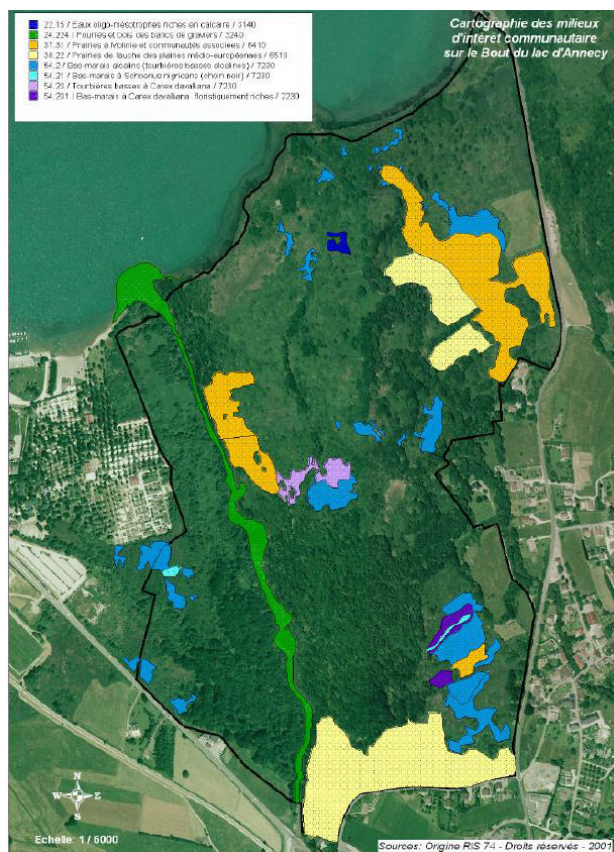 22.15 / Eaux oligo-mésotrophes riches en calcaire / 3140
24.224 / Fourrés et bois des bancs de graviers / 3240
37.31 / Prairies à Molinie et communautés associées / 6410
38.22 / Prairies de fauche des plaines médio-européennes / 6510
54.2 / Bas-marais alcalins (tourbières basses alcalines) / 7230
54.21 / Bas-marais à Schoenus nigricans (choin noir) / 7230
54.23 / Tourbières basses à Carex davalliana / 7230
54.231 / Bas-marais à Carex davalliana floristiquement riches / 7230
Cartographie des milieux
d'intérêt communautaire
sur le Bout du lac d'Annecy
N
W E
S
Echelle: 1 / 6000
Sources: Origine RIS 74 - Droits réservés - 2001